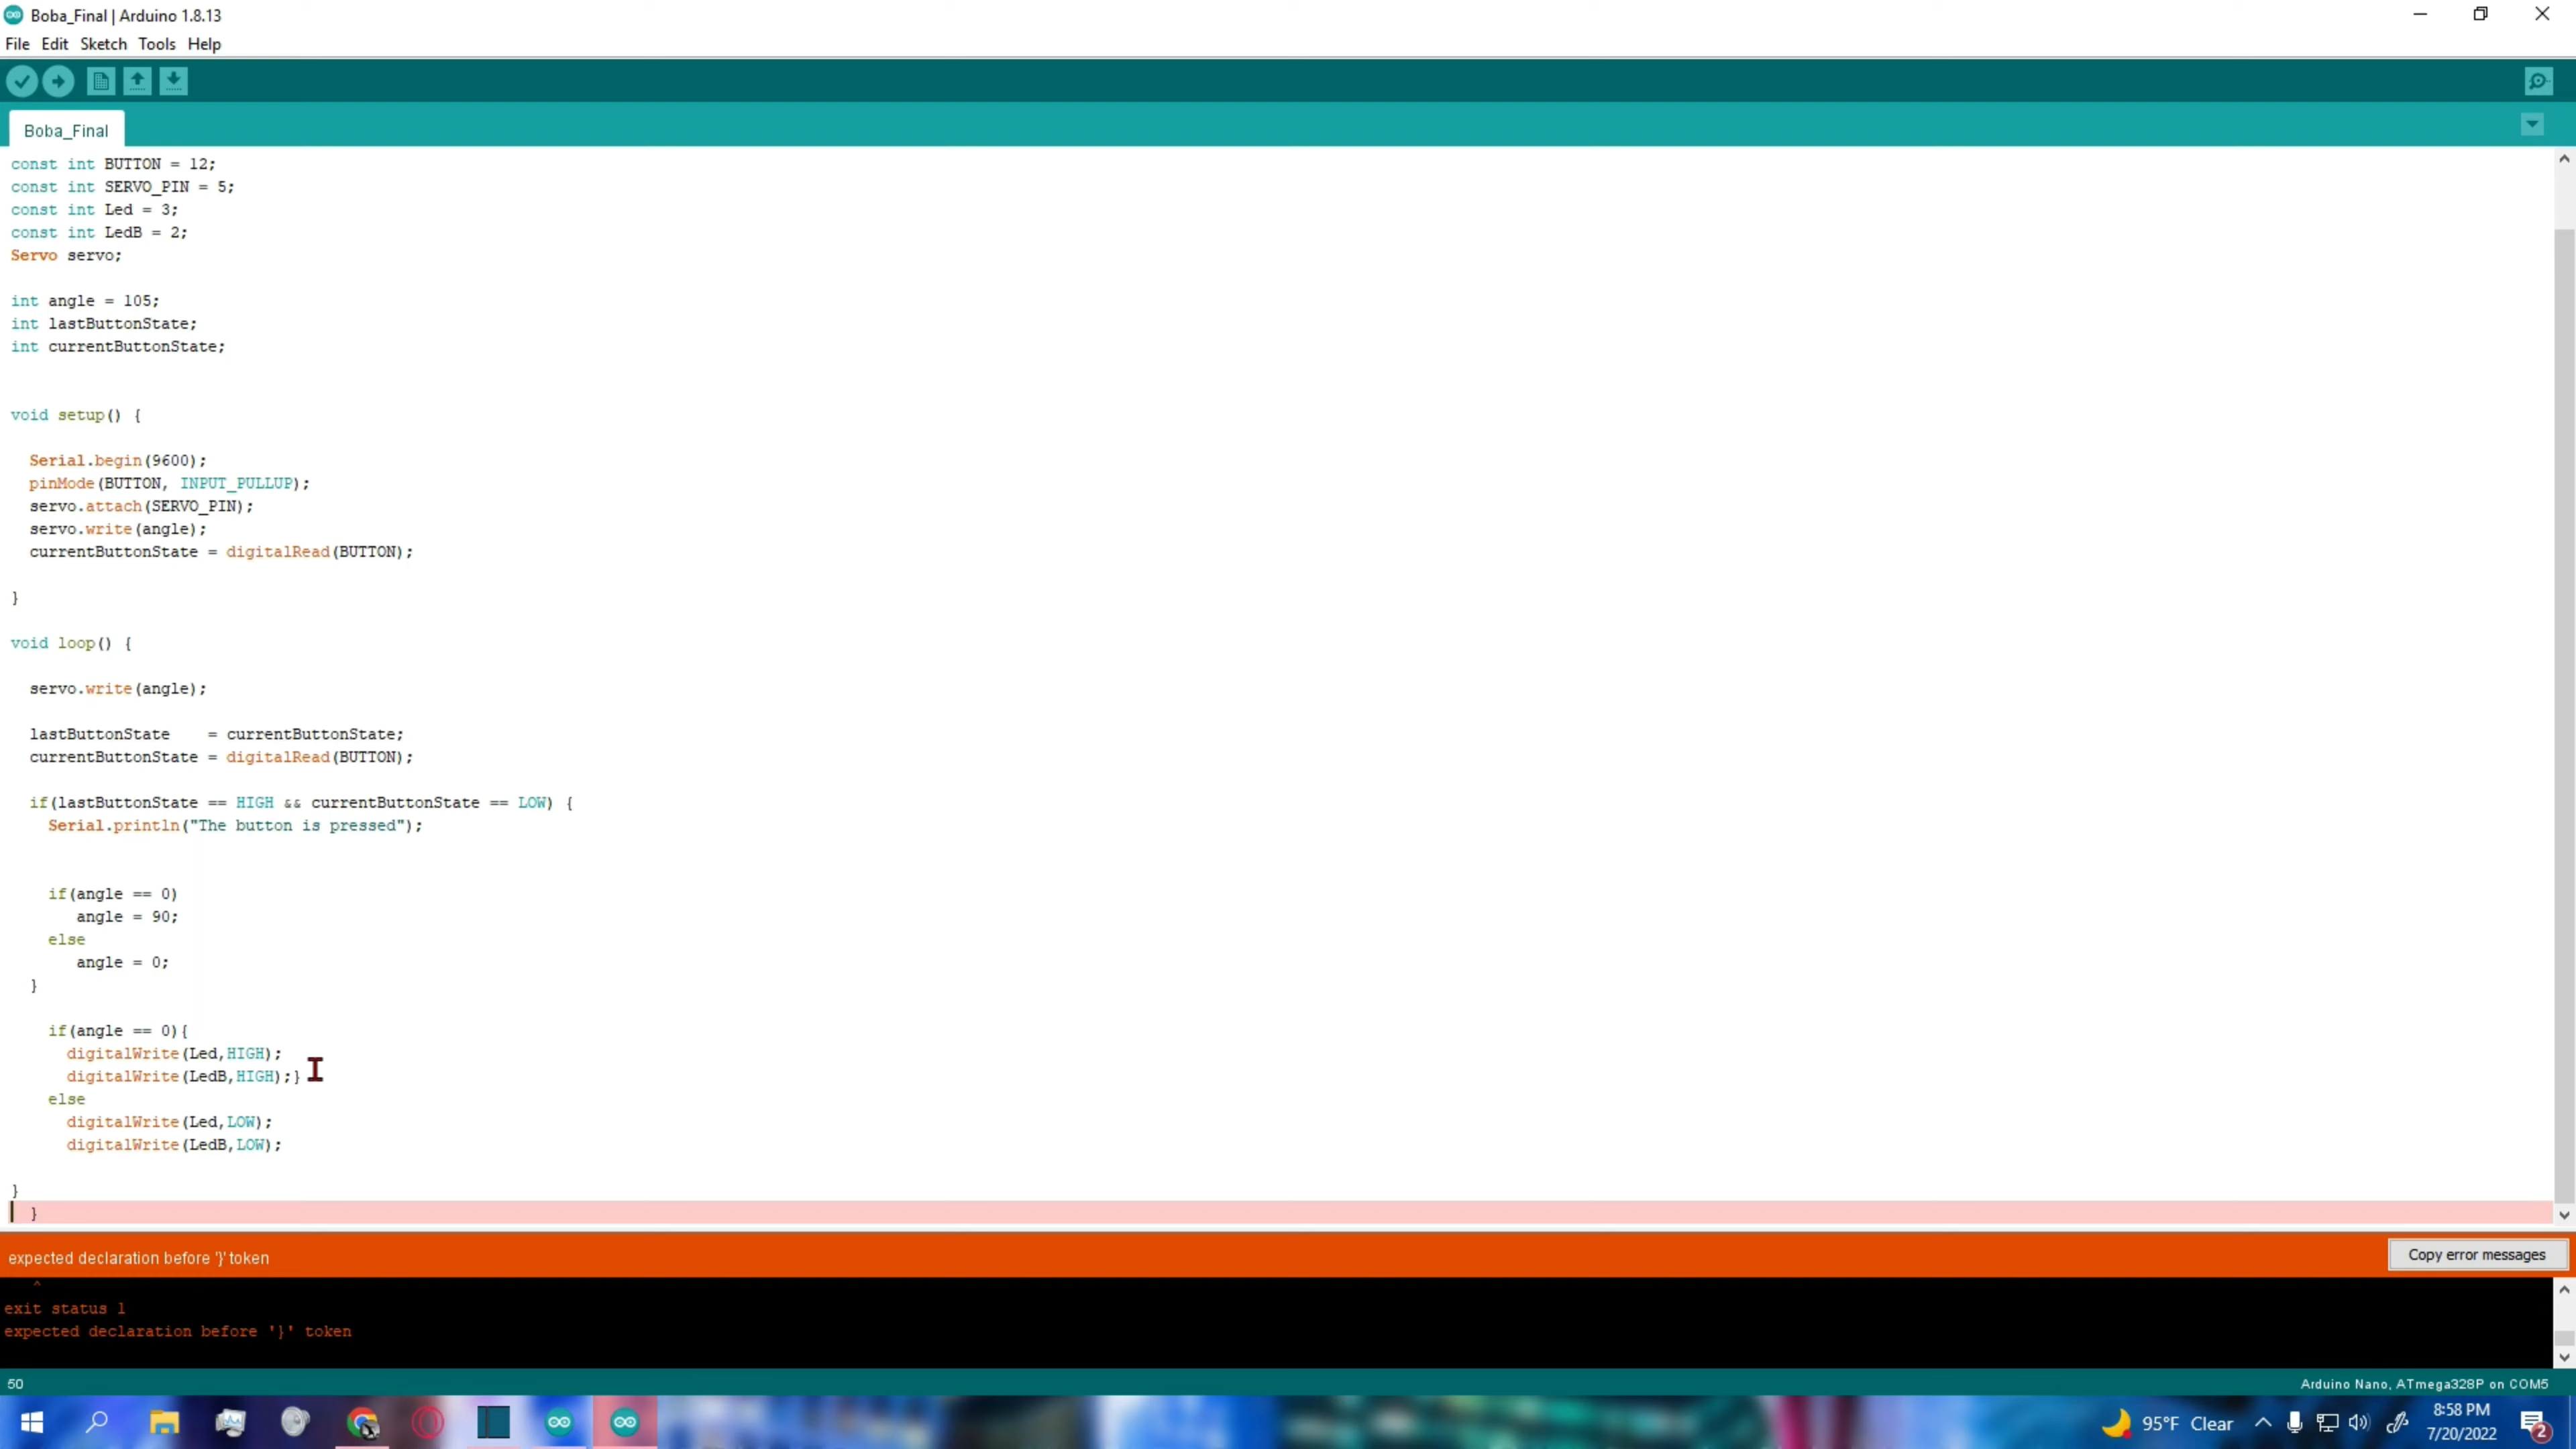 Boba_Final | Arduino 1.8.13
File Edit Sketch Tools Help
Boba_Final
const int BUTTON = 12;
const int SERVO_PIN = 5;
const int Led = 3;
const int LedB = 2;
Servo servo;
int angle = 105;
int lastButtonState;
int currentButtonState;
void setup() {
Serial.begin(9600);
pinMode(BUTTON, INPUT_PULLUP);
servo.attach(SERVO_PIN);
servo.write(angle);
currentButtonState = digitalRead(BUTTON);
}
void loop() {
servo.write(angle);
lastButtonState    = currentButtonState;
currentButtonState = digitalRead(BUTTON);
if(lastButtonState == HIGH && currentButtonState == LOW) {
Serial.println("The button is pressed");
if(angle == 0)
angle = 90;
else
angle = 0;
}
if(angle == 0){
digitalWrite(Led,HIGH);
digitalWrite(LedB,HIGH);}
else
digitalWrite(Led,LOW);
digitalWrite(LedB,LOW);
}
}
expected declaration before '}' token
Copy error messages
^
exit status 1
expected declaration before '}' token
50
Arduino Nano, ATmega328P on COM5
95°F Clear
8:58 PM
7/20/2022
2